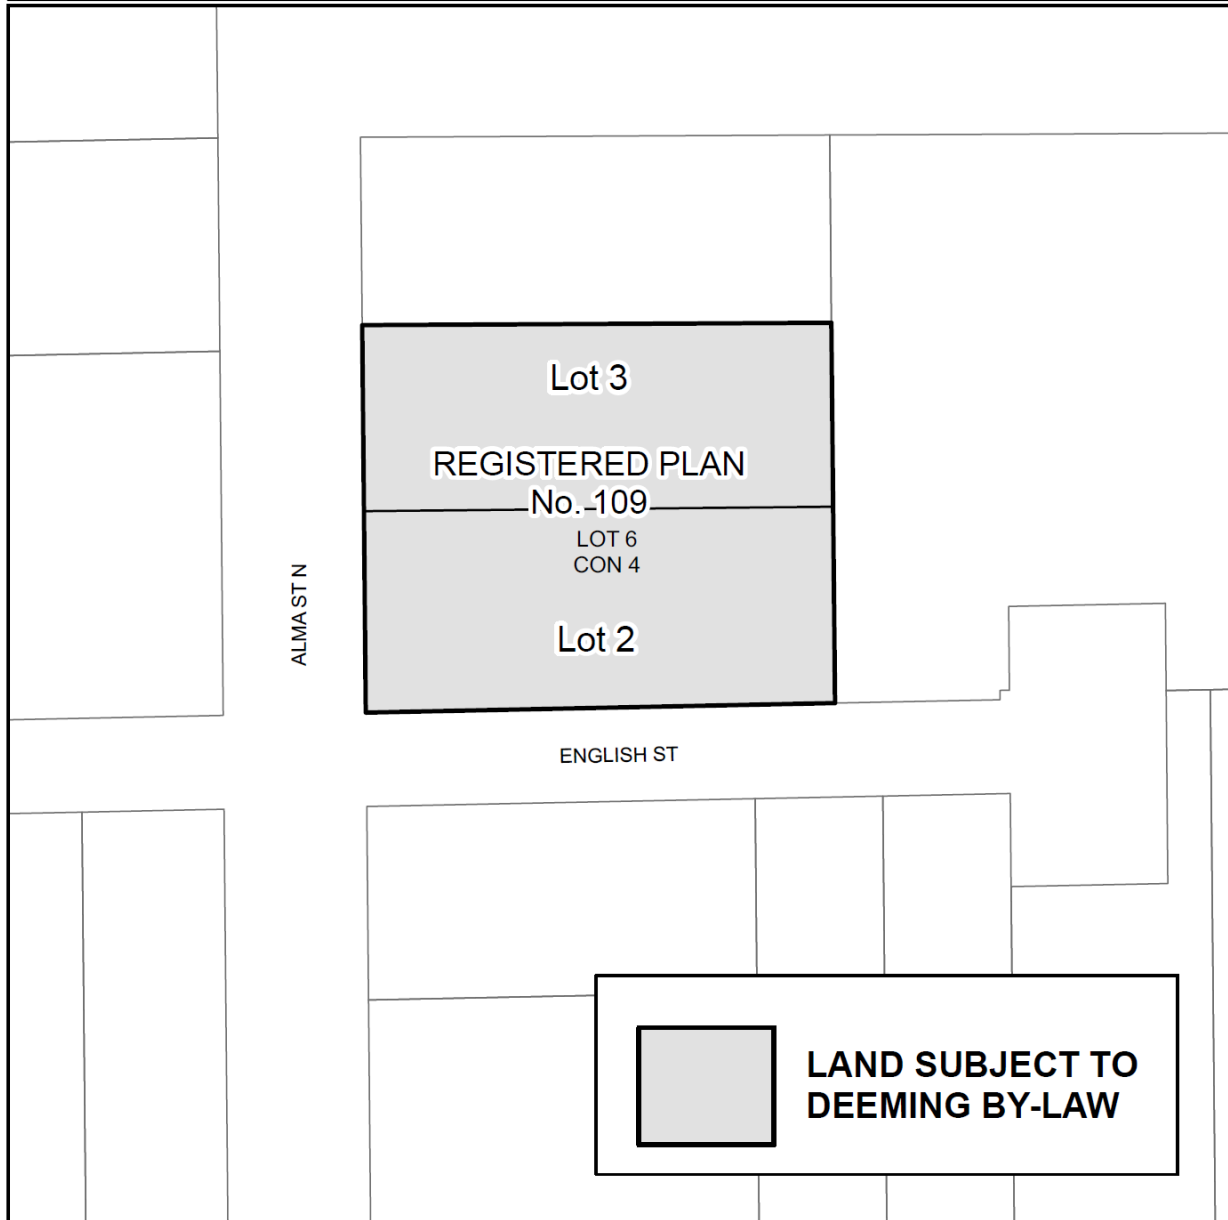 Lot 3
REGISTERED PLAN
No. 109
LOT 6
CON 4
Lot 2
ALMA ST N
ENGLISH ST
LAND SUBJECT TO
DEEMING BY-LAW